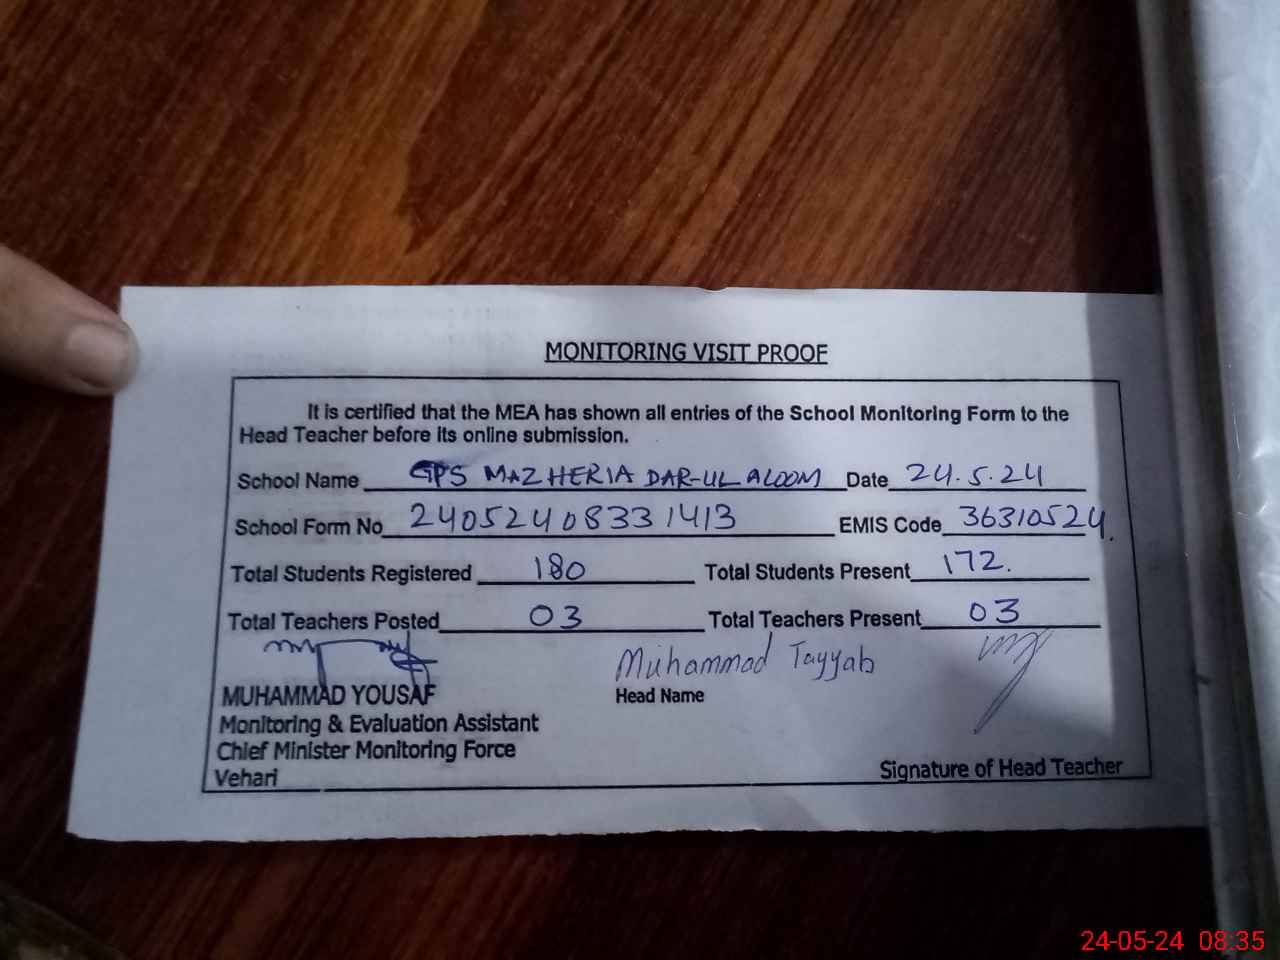 MONITORING VISIT PROOF
It is certified that the MEA has shown all entries of the School Monitoring Form to the
Head Teacher before its online submission.
School Name GPS MAZHERIA DAR-UL ALOOM Date 24.5.24
School Form No 24052408331413 EMIS Code 36310524.
Total Students Registered 180 Total Students Present 172.
Total Teachers Posted 03 Total Teachers Present 03
Muhammad Tayyab
MUHAMMAD YOUSAF Head Name
Monitoring & Evaluation Assistant
Chief Minister Monitoring Force
Vehari Signature of Head Teacher
24-05-24 08:35